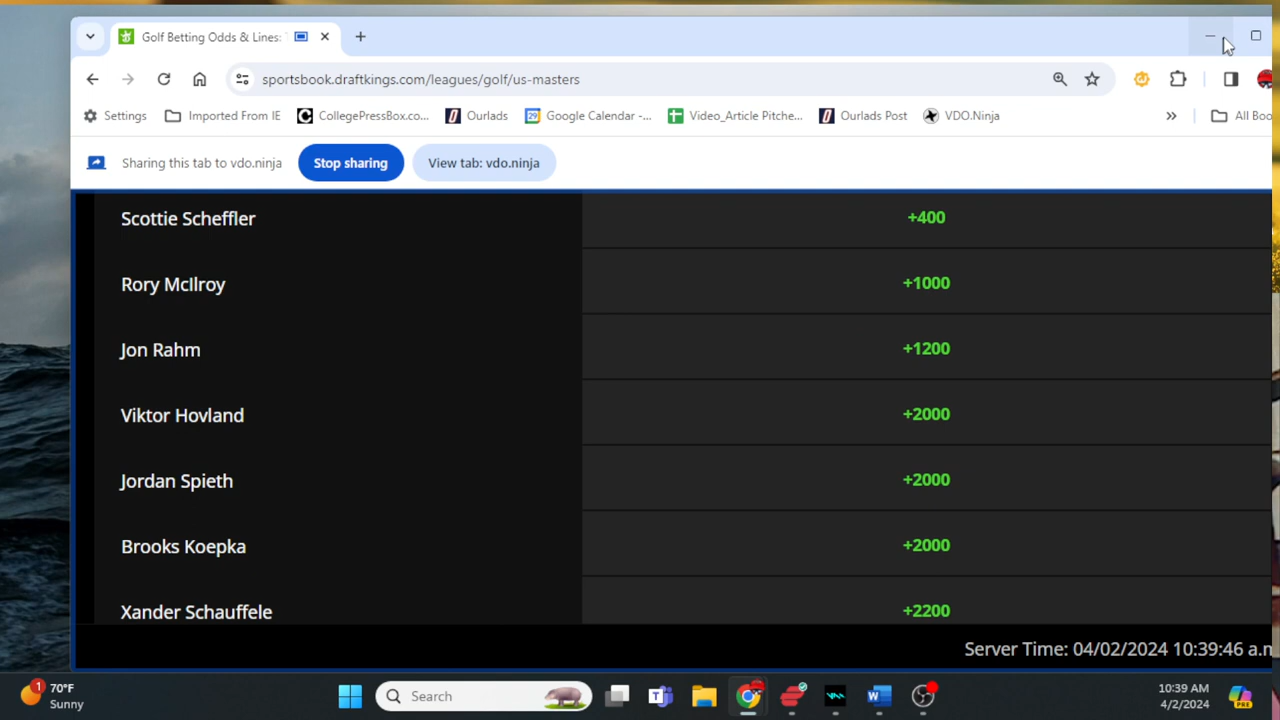 Golf Betting Odds & Lines:
sportsbook.draftkings.com/leagues/golf/us-masters
Settings Imported From IE CollegePressBox.co... Ourlads Google Calendar -... Video_Article Pitche... Ourlads Post VDO.Ninja » All Boo
Sharing this tab to vdo.ninja Stop sharing View tab: vdo.ninja
Scottie Scheffler +400
Rory McIlroy +1000
Jon Rahm +1200
Viktor Hovland +2000
Jordan Spieth +2000
Brooks Koepka +2000
Xander Schauffele +2200
Server Time: 04/02/2024 10:39:46 a.m
1 70°F Search 10:39 AM
Sunny 4/2/2024
PRE